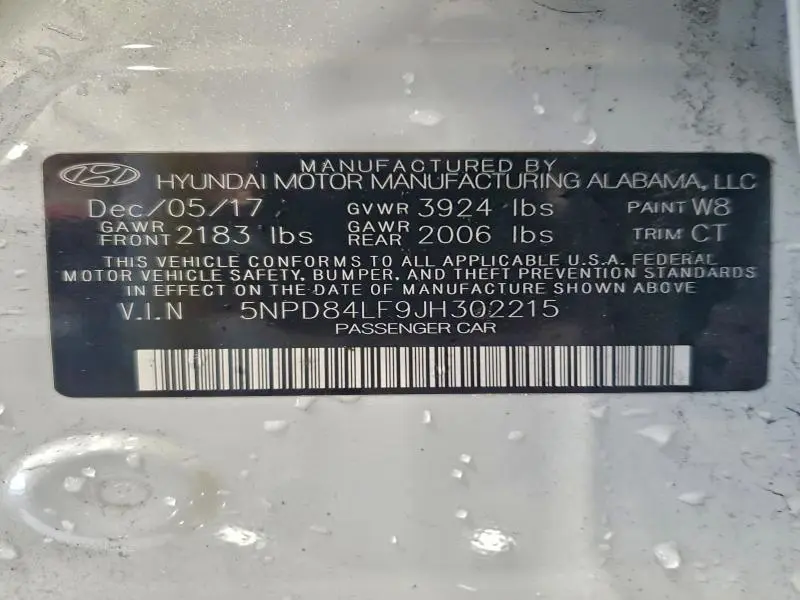 MANUFACTURED BY
HYUNDAI MOTOR MANUFACTURING ALABAMA, LLC
Dec/05/17 GVWR 3924 lbs PAINT W8
GAWR FRONT 2183 lbs GAWR REAR 2006 lbs TRIM CT
THIS VEHICLE CONFORMS TO ALL APPLICABLE U.S.A. FEDERAL
MOTOR VEHICLE SAFETY, BUMPER, AND THEFT PREVENTION STANDARDS
IN EFFECT ON THE DATE OF MANUFACTURE SHOWN ABOVE.
V.I.N 5NPD84LF9JH302215
PASSENGER CAR